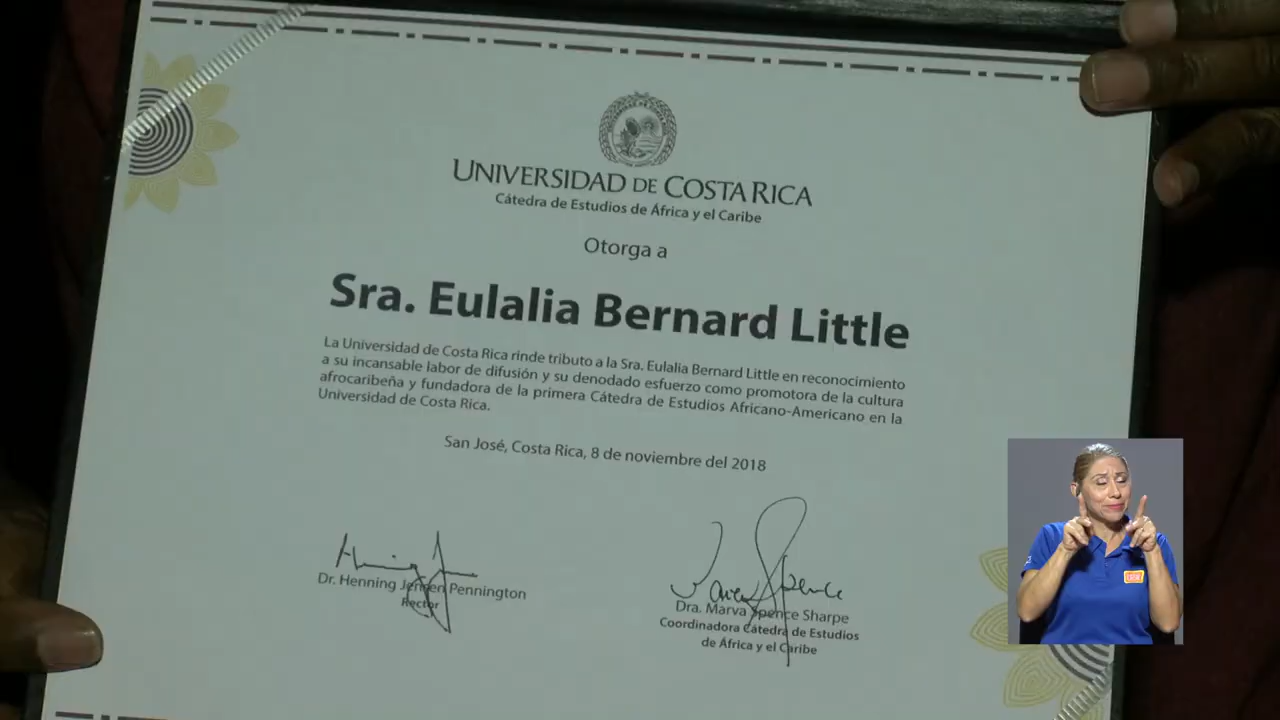 UNIVERSIDAD DE COSTA RICA
Cátedra de Estudios de África y el Caribe
Otorga a
Sra. Eulalia Bernard Little
La Universidad de Costa Rica rinde tributo a la Sra. Eulalia Bernard Little en reconocimiento
a su incansable labor de difusión y su denodado esfuerzo como promotora de la cultura
afrocaribeña y fundadora de la primera Cátedra de Estudios Africano-Americano en la
Universidad de Costa Rica.
San José, Costa Rica, 8 de noviembre del 2018
Dr. Henning Jensen Pennington
Rector
Dra. Marva Spence Sharpe
Coordinadora Cátedra de Estudios
de África y el Caribe